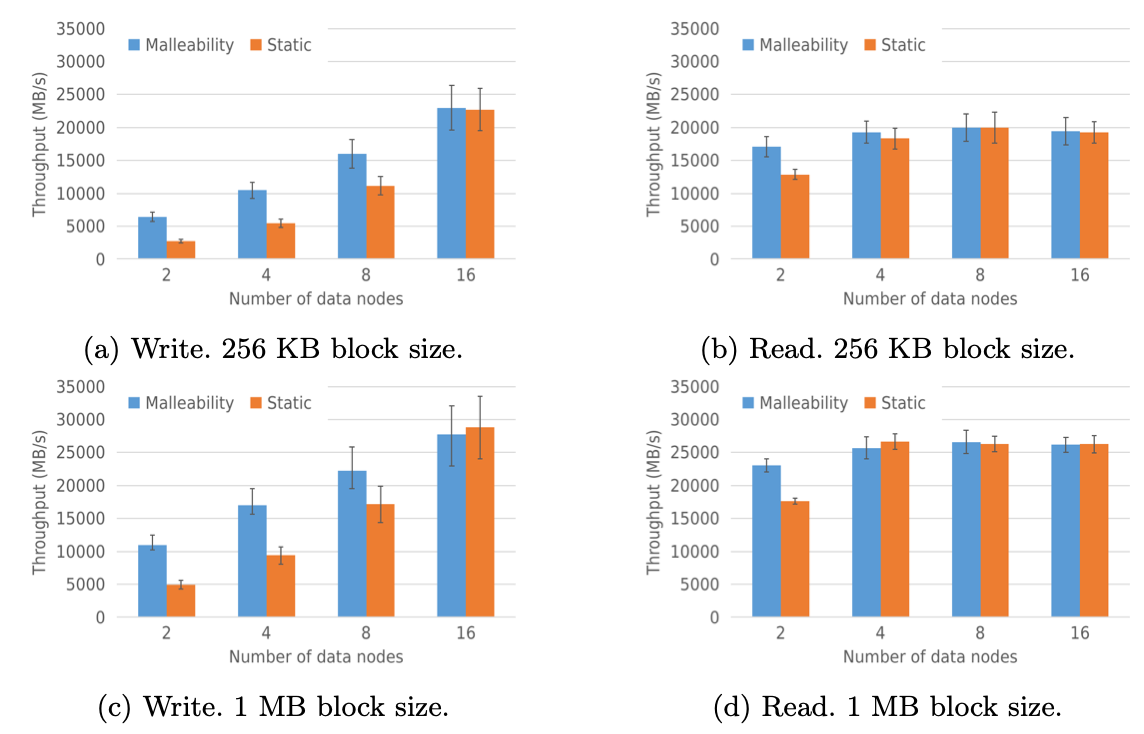 35000
30000
25000
20000
15000
10000
5000
0
Throughput (MB/s)
Malleability Static
2 4 8 16
Number of data nodes
(a) Write. 256 KB block size.
35000
30000
25000
20000
15000
10000
5000
0
Throughput (MB/s)
Malleability Static
2 4 8 16
Number of data nodes
(b) Read. 256 KB block size.
35000
30000
25000
20000
15000
10000
5000
0
Throughput (MB/s)
Malleability Static
2 4 8 16
Number of data nodes
(c) Write. 1 MB block size.
35000
30000
25000
20000
15000
10000
5000
0
Throughput (MB/s)
Malleability Static
2 4 8 16
Number of data nodes
(d) Read. 1 MB block size.